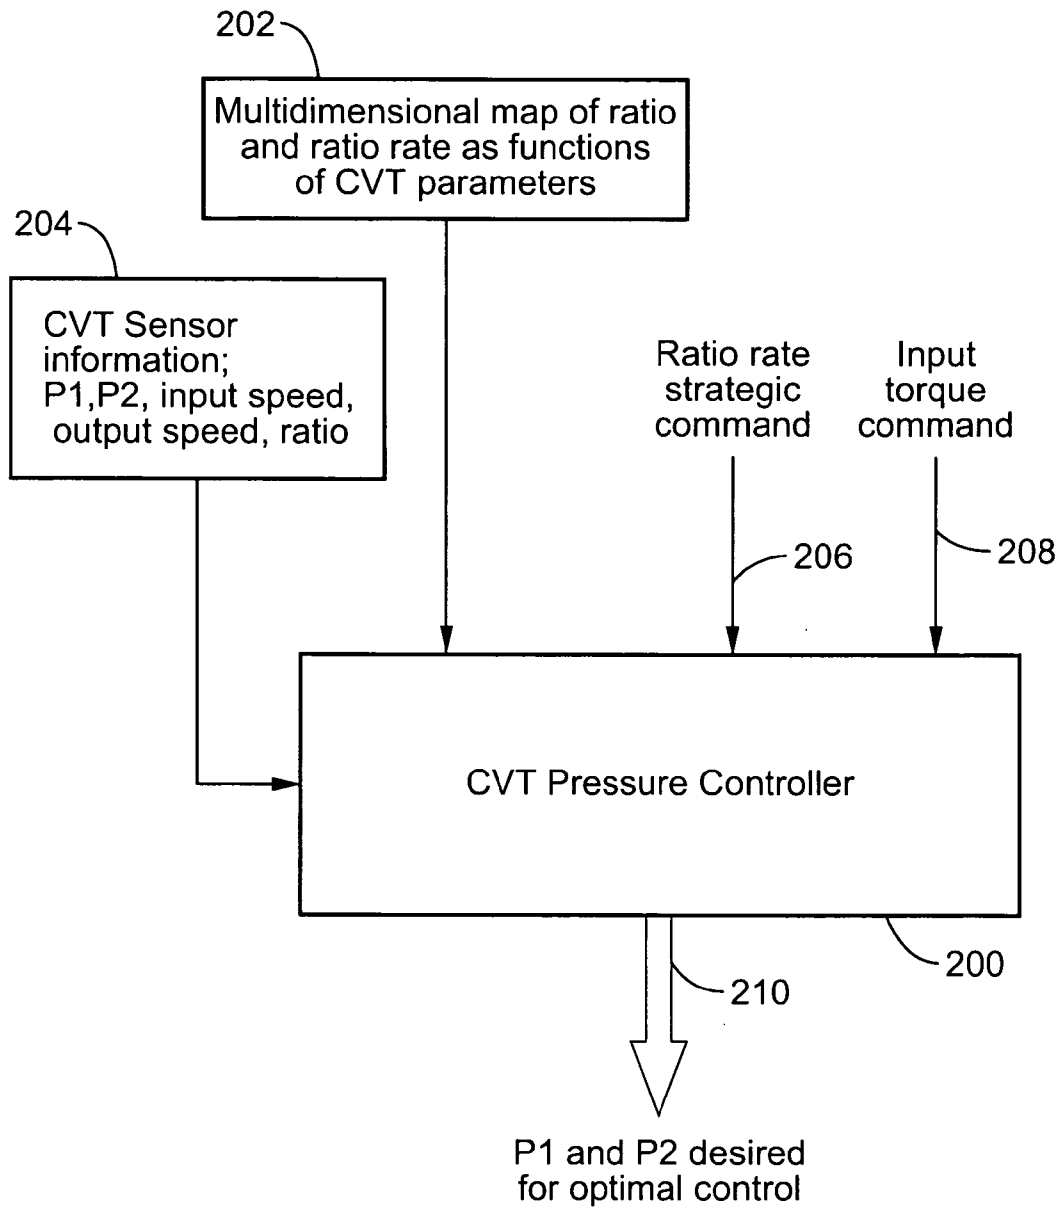 202
Multidimensional map of ratio
and ratio rate as functions
of CVT parameters
204
CVT Sensor
information;
P1,P2, input speed,
output speed, ratio
Ratio rate
strategic
command
Input
torque
command
206
208
CVT Pressure Controller
200
210
P1 and P2 desired
for optimal control